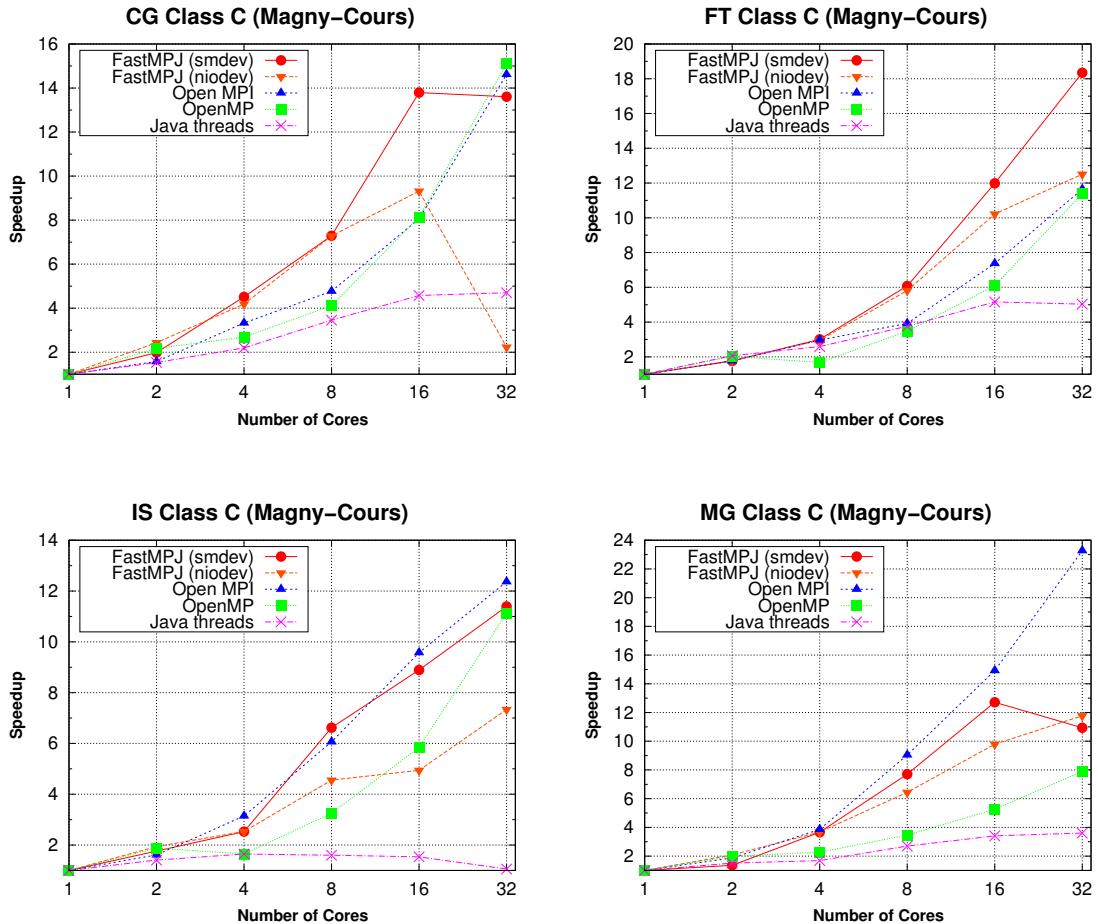 CG Class C (Magny−Cours)
16
14
12
10
8
6
4
2
Speedup
FastMPJ (smdev)
FastMPJ (niodev)
Open MPI
OpenMP
Java threads
1 2 4 8 16 32
Number of Cores
FT Class C (Magny−Cours)
20
18
16
14
12
10
8
6
4
2
Speedup
FastMPJ (smdev)
FastMPJ (niodev)
Open MPI
OpenMP
Java threads
1 2 4 8 16 32
Number of Cores
IS Class C (Magny−Cours)
14
12
10
8
6
4
2
Speedup
FastMPJ (smdev)
FastMPJ (niodev)
Open MPI
OpenMP
Java threads
1 2 4 8 16 32
Number of Cores
MG Class C (Magny−Cours)
24
22
20
18
16
14
12
10
8
6
4
2
Speedup
FastMPJ (smdev)
FastMPJ (niodev)
Open MPI
OpenMP
Java threads
1 2 4 8 16 32
Number of Cores